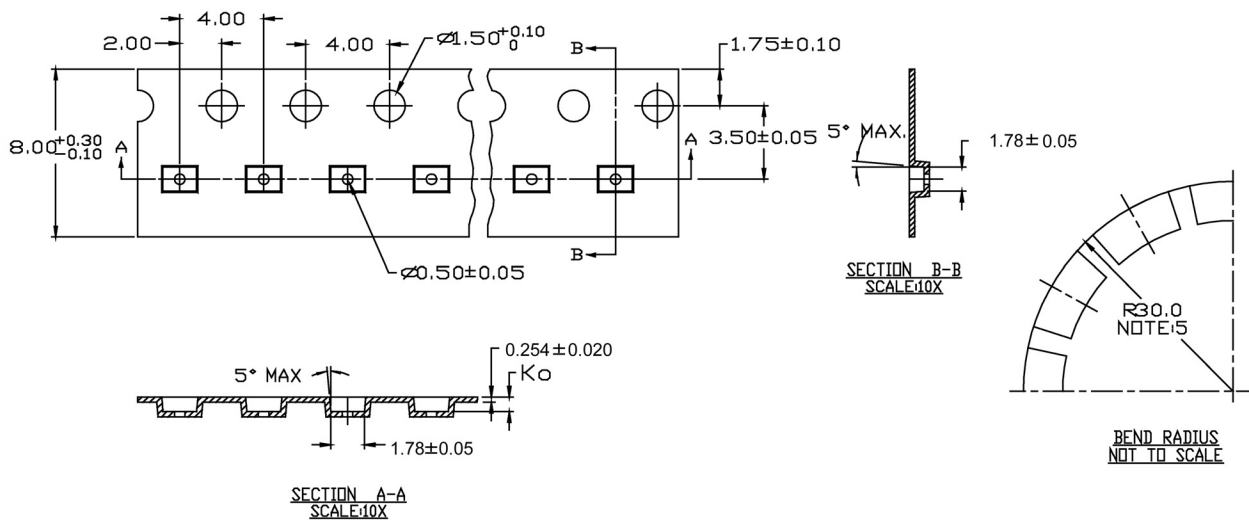 4.00
2.00
4.00
⌀1.50+0.10 0
B
1.75±0.10
8.00+0.30 -0.10
A
A
3.50±0.05
5° MAX.
1.78±0.05
B
⌀0.50±0.05
SECTION B-B
SCALE:10X
R30.0
NOTE:5
0.254±0.020
5° MAX
Ko
1.78±0.05
BEND RADIUS
NOT TO SCALE
SECTION A-A
SCALE:10X